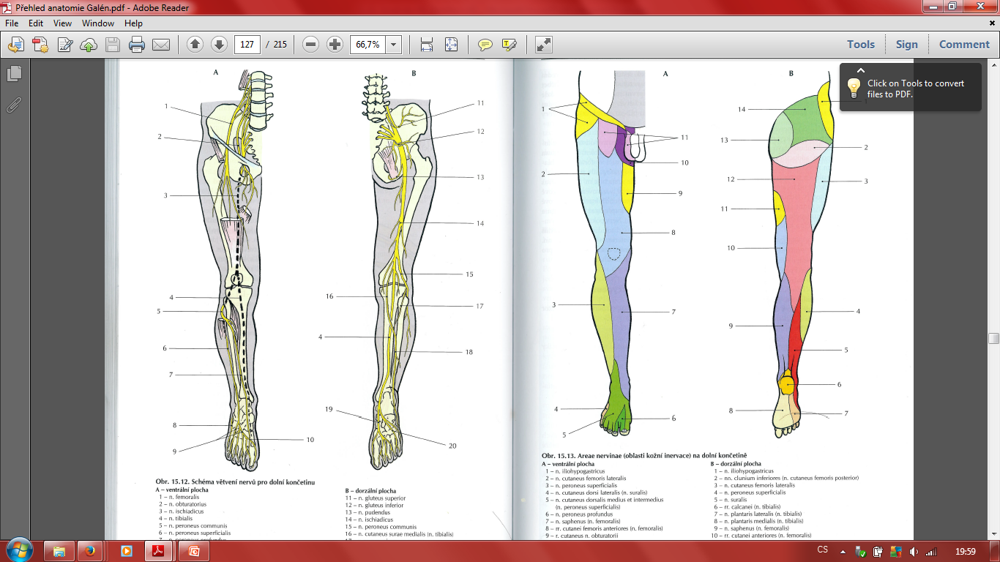 Přehled anatomie Galén.pdf - Adobe Reader
File Edit View Window Help
127 / 215 66,7% Tools Sign Comment
Click on Tools to convert
files to PDF.
A
1
2
3
4
5
6
7
8
9
10
B
11
12
13
14
15
16
17
4
18
19
20
Obr. 15.12. Schéma větvení nervů pro dolní končetinu
A – ventrální plocha
1 – n. femoralis
2 – n. obturatorius
3 – n. ischiadicus
4 – n. tibialis
5 – n. peroneus communis
6 – n. peroneus superficialis
B – dorzální plocha
11 – n. gluteus superior
12 – n. gluteus inferior
13 – n. pudendus
14 – n. ischiadicus
15 – n. peroneus communis
16 – n. cutaneus surae medialis (n. tibialis)
A
1
11
10
2
9
8
3
7
4
5
6
B
1
14
13
2
12
3
11
10
4
9
5
6
8
7
Obr. 15.13. Areae nervinae (oblasti kožní inervace) na dolní končetině
A – ventrální plocha
1 – n. iliohypogastricus
2 – n. cutaneus femoris lateralis
3 – n. peroneus superficialis
4 – n. cutaneus dorsi lateralis (n. suralis)
5 – n. cutaneus dorsalis medius et intermedius
(n. peroneus superficialis)
6 – n. peroneus profundus
7 – n. saphenus (n. femoralis)
8 – rr. cutanei femoris anteriores (n. femoralis)
9 – r. cutaneus n. obturatorii
B – dorzální plocha
1 – n. iliohypogastricus
2 – nn. clunium inferiores (n. cutaneus femoris posterior)
3 – n. cutaneus femoris lateralis
4 – n. peroneus superficialis
5 – n. suralis
6 – rr. calcanei (n. tibialis)
7 – n. plantaris lateralis (n. tibialis)
8 – n. plantaris medialis (n. tibialis)
9 – n. saphenus (n. femoralis)
10 – rr. cutanei anteriores (n. femoralis)
CS 19:59